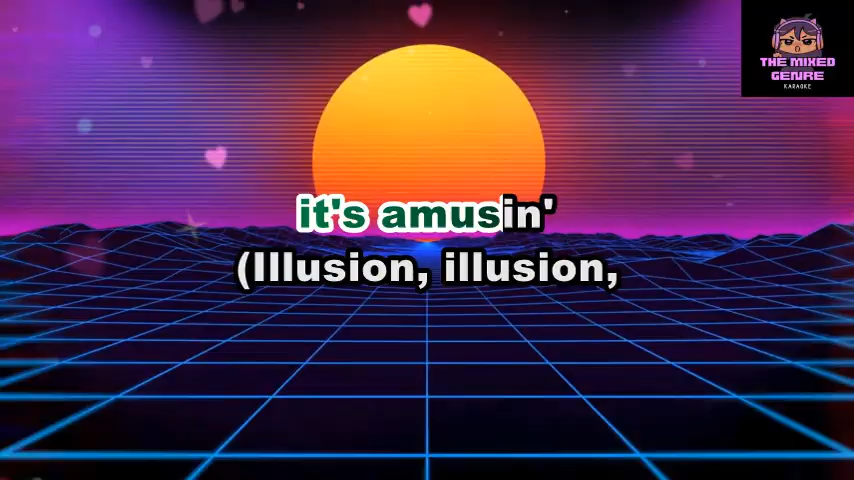 THE MIXED
GENRE
KARAOKE
it's amusin'
(Illusion, illusion,